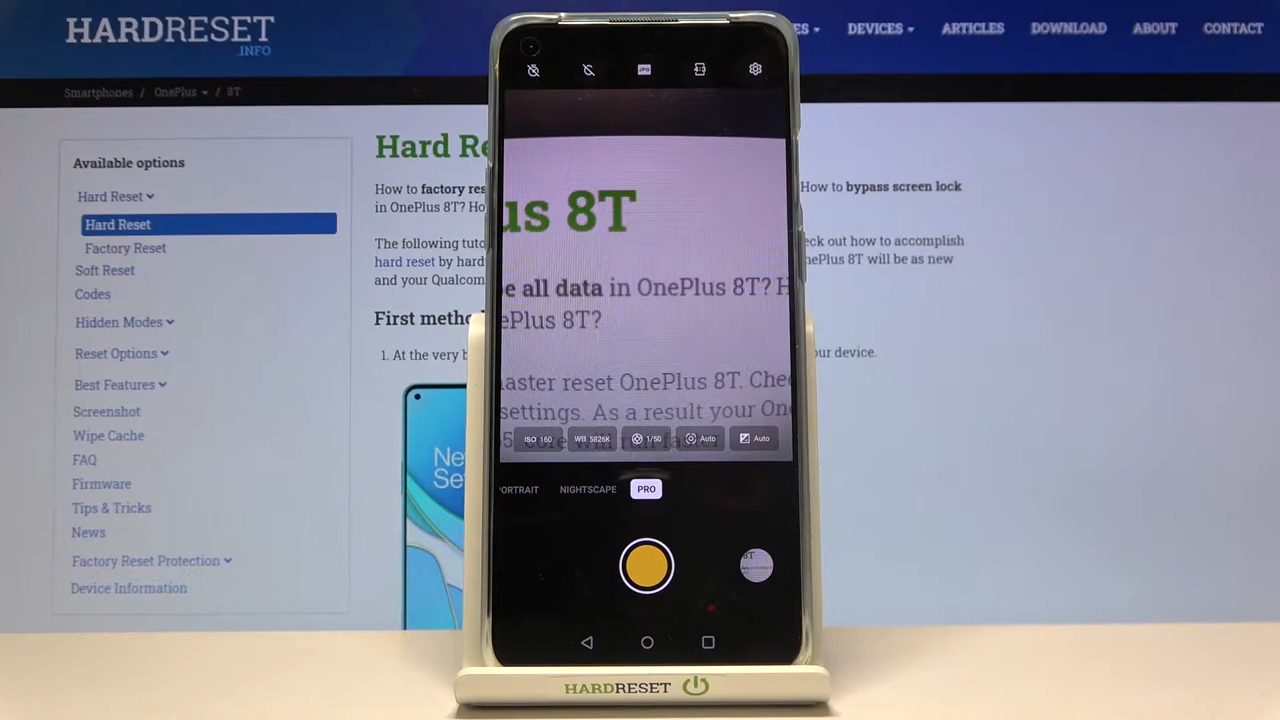 HARDRESET
.INFO
DEVICES
ARTICLES
DOWNLOAD
ABOUT
CONTACT
Smartphones / OnePlus / 8T
Available options
Hard Reset
Hard Reset
Factory Reset
Soft Reset
Codes
Hidden Modes
Reset Options
Best Features
Screenshot
Wipe Cache
FAQ
Firmware
Tips & Tricks
News
Factory Reset Protection
Device Information
Hard Re
How to factory res
How to bypass screen lock
in OnePlus 8T? Ho
The following tuto
eck out how to accomplish
hard reset by hard
nePlus 8T will be as new
and your Qualcom
First metho
1. At the very b
our device.
JPG
4:3
us 8T
e all data in OnePlus 8T? H
ePlus 8T?
aster reset OnePlus 8T. Chec
settings. As a result your On
ISO 160
WB 5826K
1/50
Auto
Auto
ORTRAIT
NIGHTSCAPE
PRO
HARDRESET